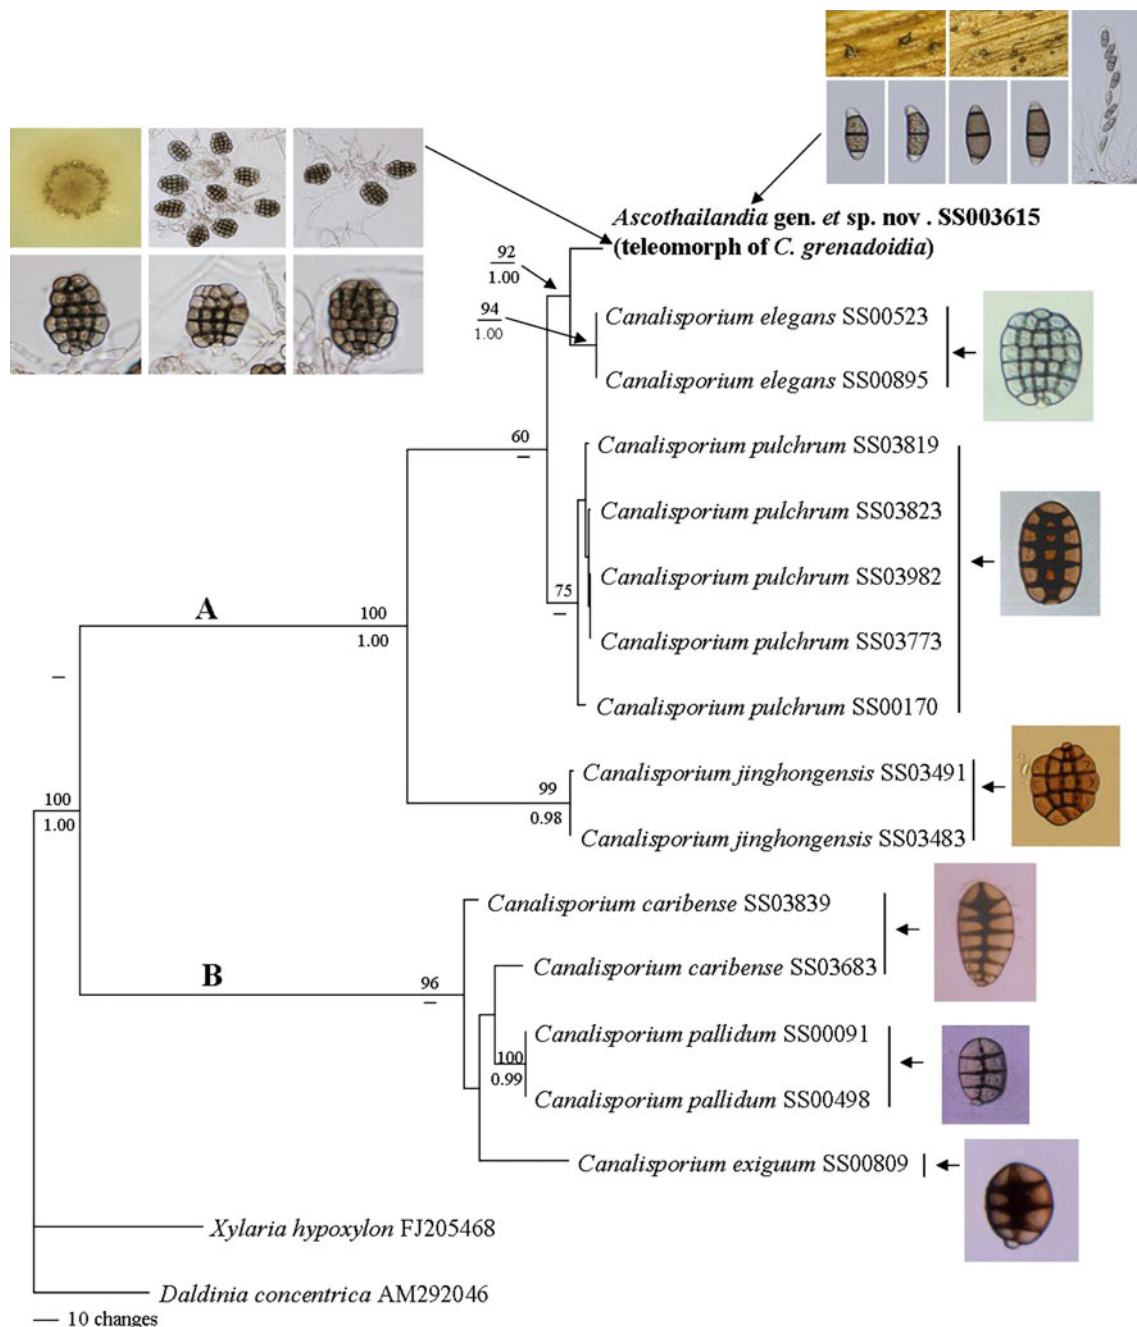 Ascothailandia gen. et sp. nov . SS003615
(teleomorph of C. grenadoidia)
92
1.00
94
1.00
Canalisporium elegans SS00523
Canalisporium elegans SS00895
60
Canalisporium pulchrum SS03819
Canalisporium pulchrum SS03823
Canalisporium pulchrum SS03982
75
Canalisporium pulchrum SS03773
Canalisporium pulchrum SS00170
A
100
1.00
Canalisporium jinghongensis SS03491
99
0.98
Canalisporium jinghongensis SS03483
100
1.00
Canalisporium caribense SS03839
Canalisporium caribense SS03683
B
96
Canalisporium pallidum SS00091
100
0.99
Canalisporium pallidum SS00498
Canalisporium exiguum SS00809
Xylaria hypoxylon FJ205468
Daldinia concentrica AM292046
10 changes